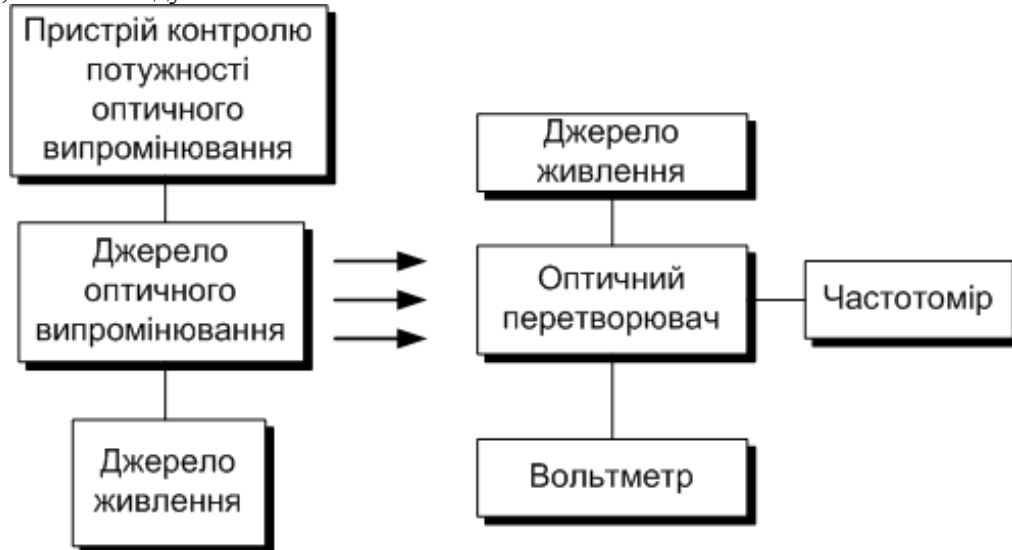 Пристрій контролю
потужності
оптичного
випромінювання
Джерело
оптичного
випромінювання
Джерело
живлення
Джерело
живлення
Оптичний
перетворювач
Частотомір
Вольтметр